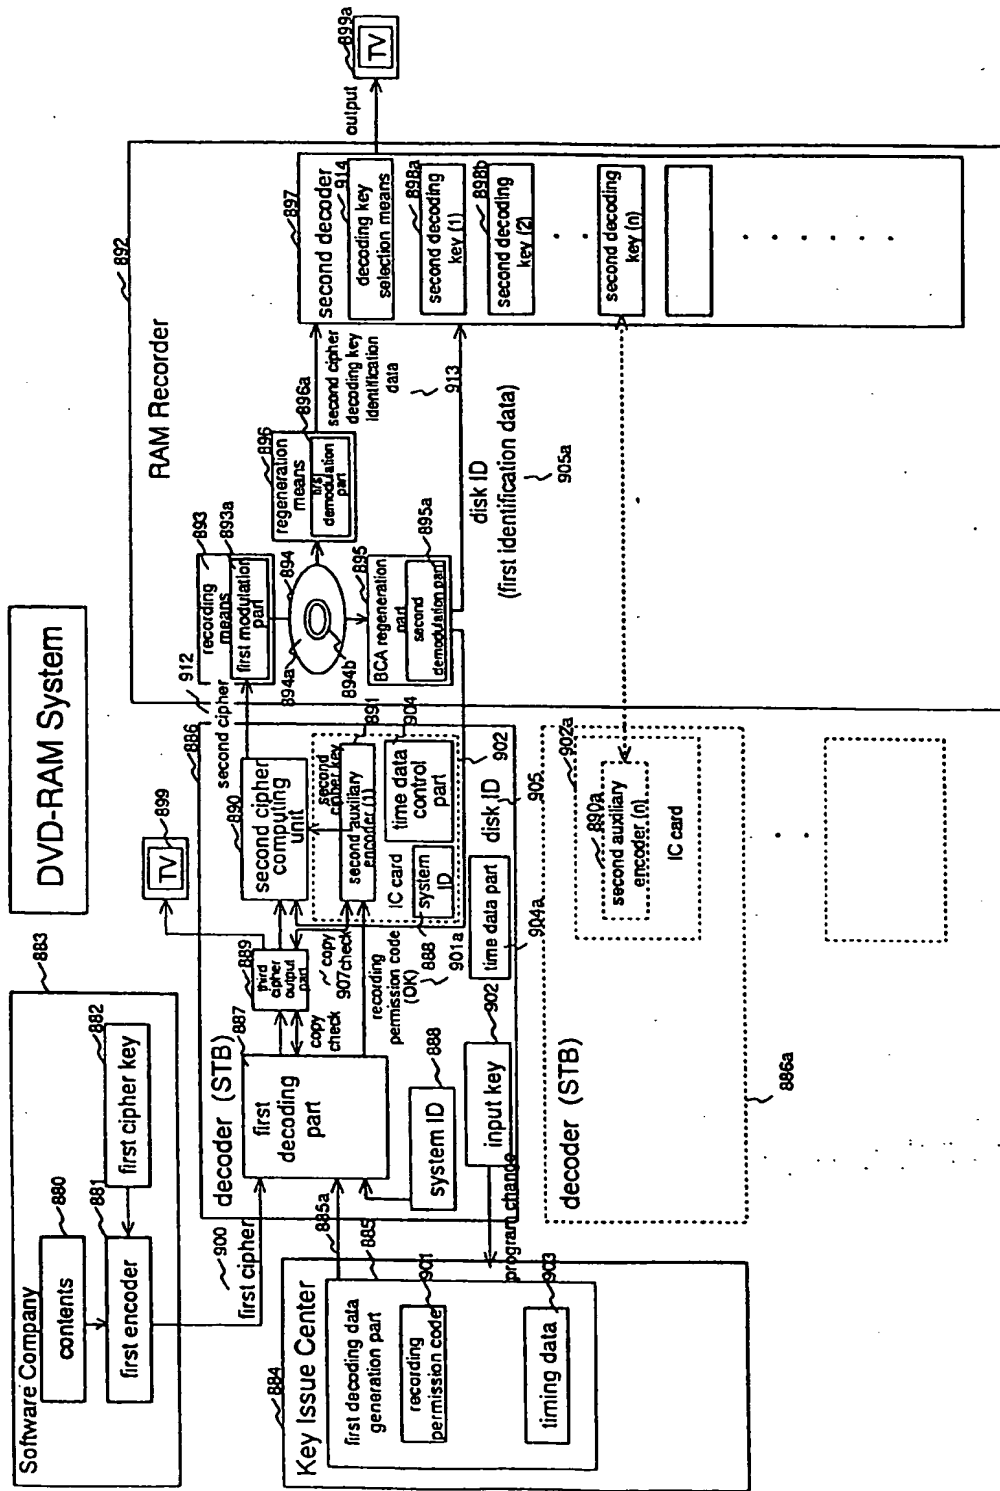 DVD-RAM System
883
Software Company
880
contents
881
first encoder
882
first cipher key
900
first cipher
884
Key Issue Center
885a
885
first decoding data
generation part
901
recording
permission code
903
timing data
program change
886
decoder (STB)
887
first
decoding
part
copy
check
889
third
cipher
output
part
899
TV
copy
check
907
recording
permission code
(OK)
901a
888
system ID
902
input key
890
second cipher
computing
unit
second cipher
912
second
cipher key
891
second auxiliary
encoder (1)
904
time data
control
part
IC card
system
ID
888
902
disk ID
905
time data part
904a
decoder (STB)
886a
902a
890a
second auxiliary
encoder (n)
IC card
892
RAM Recorder
893
recording
means
893a
first modulation
part
894
894a
894b
895
BCA regeneration
part
895a
second
demodulation part
896
regeneration
means
896a
demodulation
part
second cipher
decoding key
identification
data
913
disk ID
(first identification data)
905a
897
second decoder
914
decoding key
selection means
898a
second decoding
key (1)
898b
second decoding
key (2)
second decoding
key (n)
output
899a
TV